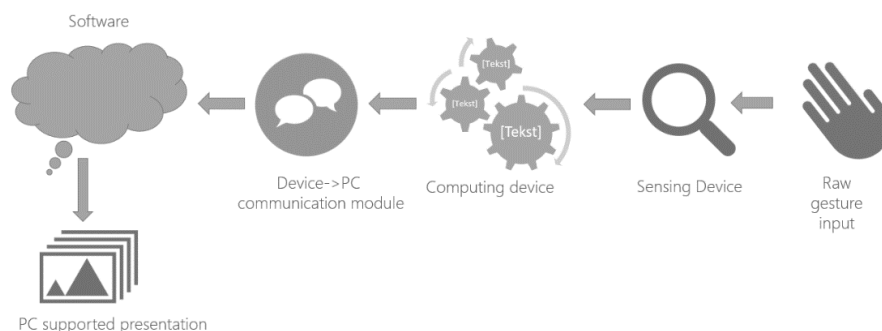 Software
[Tekst]
[Tekst]
[Tekst]
Device->PC
communication module
Computing device
Sensing Device
Raw
gesture
input
PC supported presentation